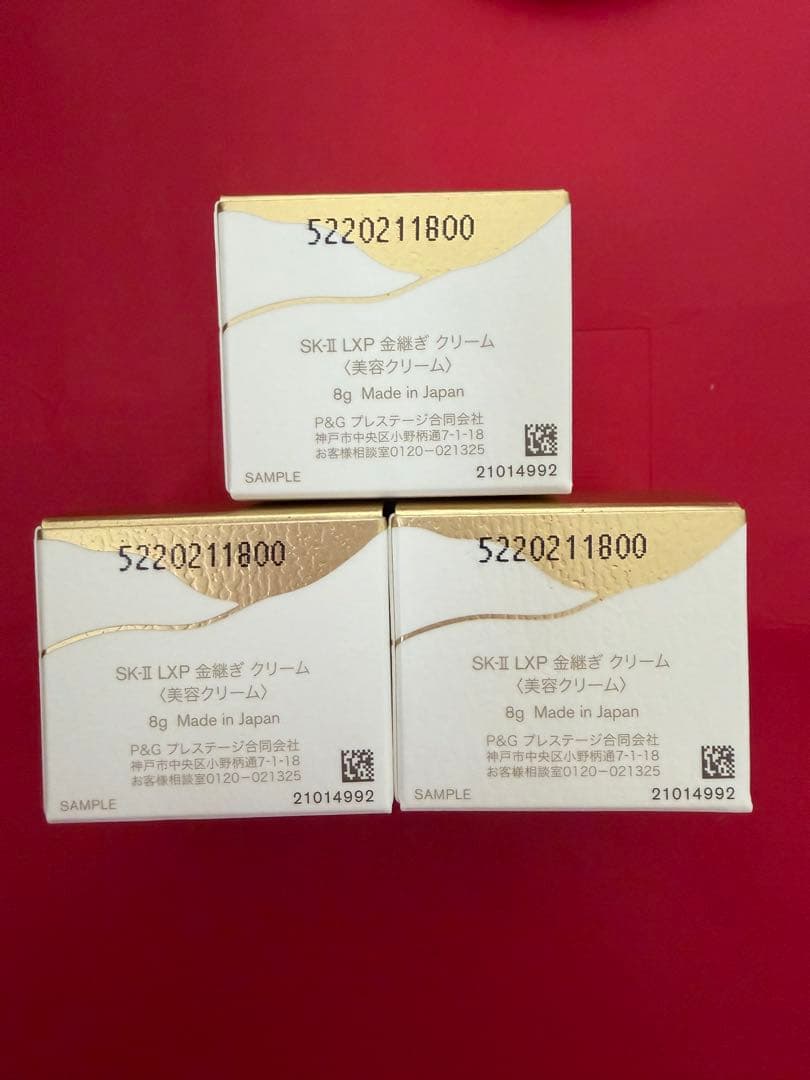 5220211800
SK-II LXP 金継ぎ クリーム
〈美容クリーム〉
8g Made in Japan
P&G プレステージ合同会社
神戸市中央区小野柄通7-1-18
お客様相談室0120-021325
SAMPLE
21014992
5220211800
SK-II LXP 金継ぎ クリーム
〈美容クリーム〉
8g Made in Japan
P&G プレステージ合同会社
神戸市中央区小野柄通7-1-18
お客様相談室0120-021325
SAMPLE
21014992
5220211800
SK-II LXP 金継ぎ クリーム
〈美容クリーム〉
8g Made in Japan
P&G プレステージ合同会社
神戸市中央区小野柄通7-1-18
お客様相談室0120-021325
SAMPLE
21014992